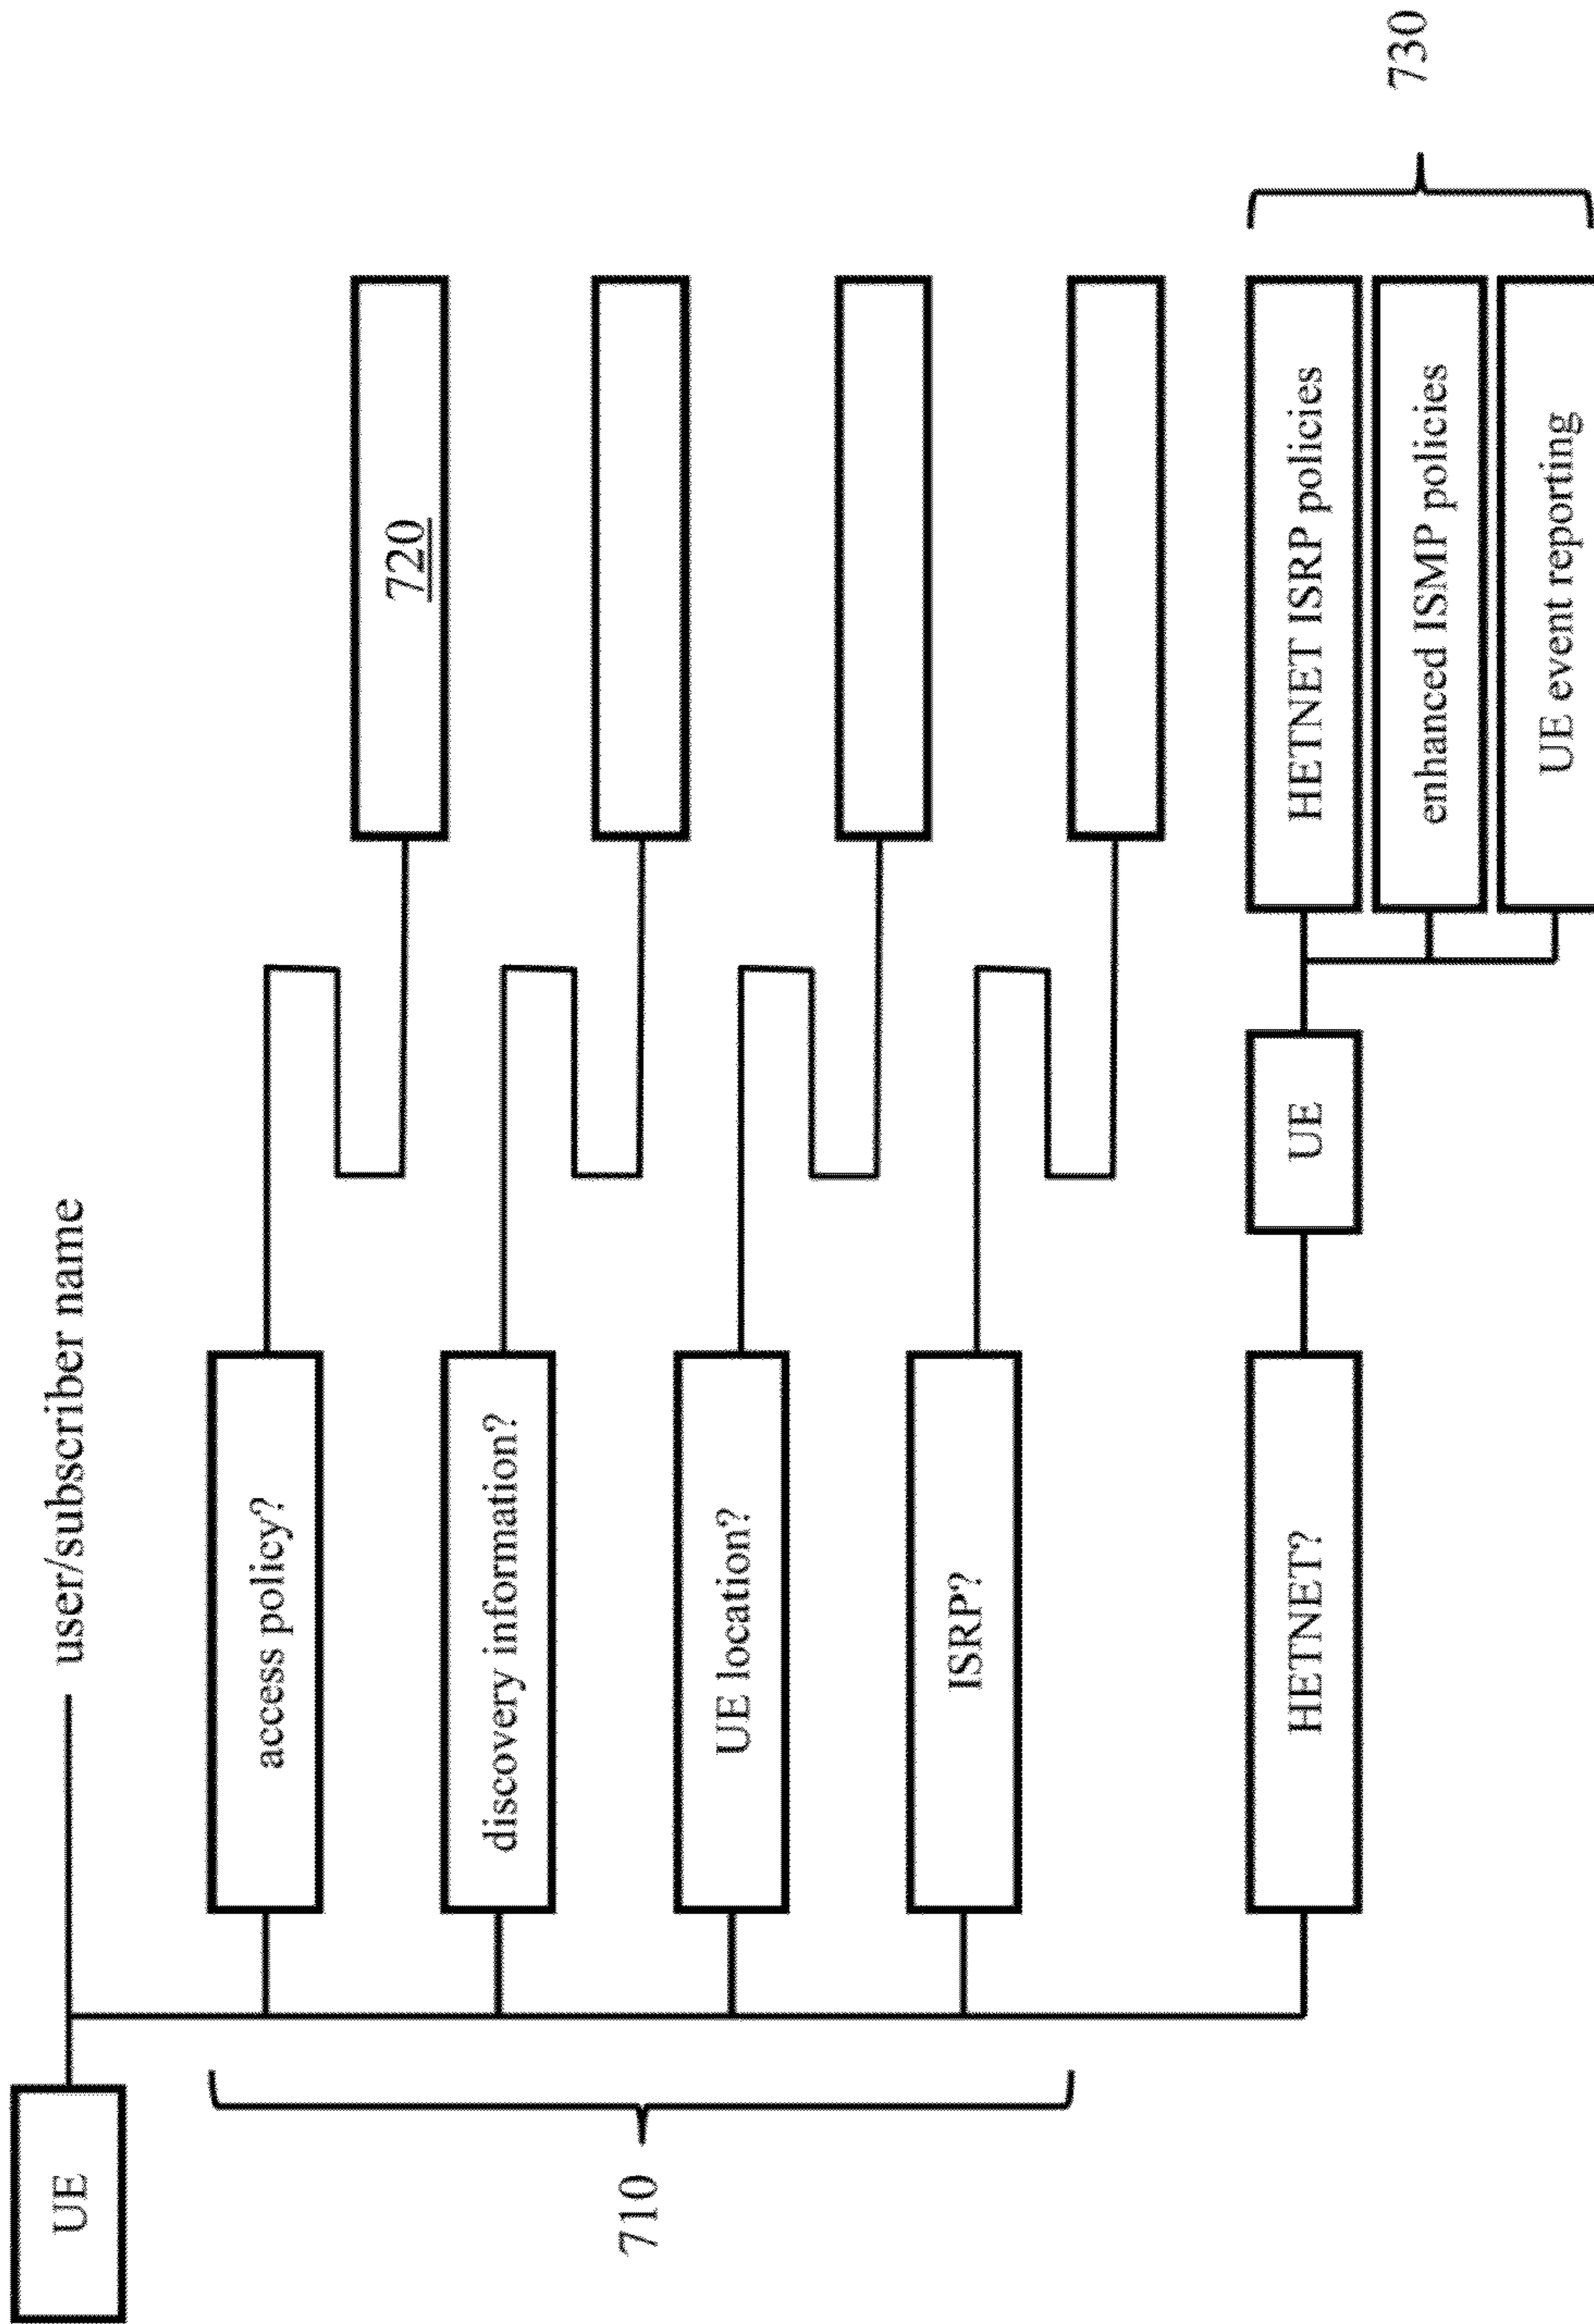 UE
user/subscriber name
access policy?
720
discovery information?
710
UE location?
ISRP?
HETNET?
UE
HETNET ISRP policies
enhanced ISMP policies
UE event reporting
730